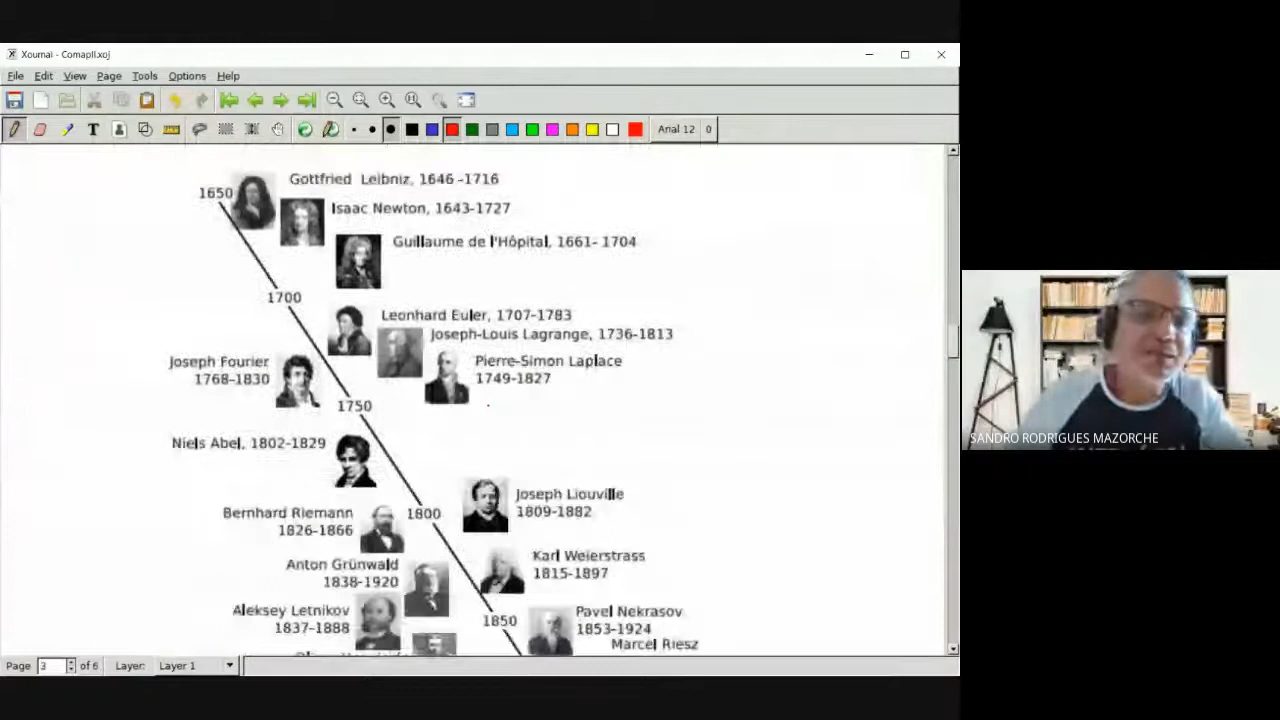 Xournal - ComapII.xoj
File Edit View Page Tools Options Help
T Arial 12 0
1650 Gottfried Leibniz, 1646 -1716
Isaac Newton, 1643-1727
Guillaume de l'Hôpital, 1661- 1704
1700
Leonhard Euler, 1707-1783
Joseph-Louis Lagrange, 1736-1813
Joseph Fourier
1768-1830
Pierre-Simon Laplace
1749-1827
1750
Niels Abel, 1802-1829
Joseph Liouville
1809-1882
Bernhard Riemann
1826-1866
1800
Karl Weierstrass
1815-1897
Anton Grünwald
1838-1920
Aleksey Letnikov
1837-1888
1850
Pavel Nekrasov
1853-1924
Marcel Riesz
Page 3 of 6 Layer: Layer 1
SANDRO RODRIGUES MAZORCHE